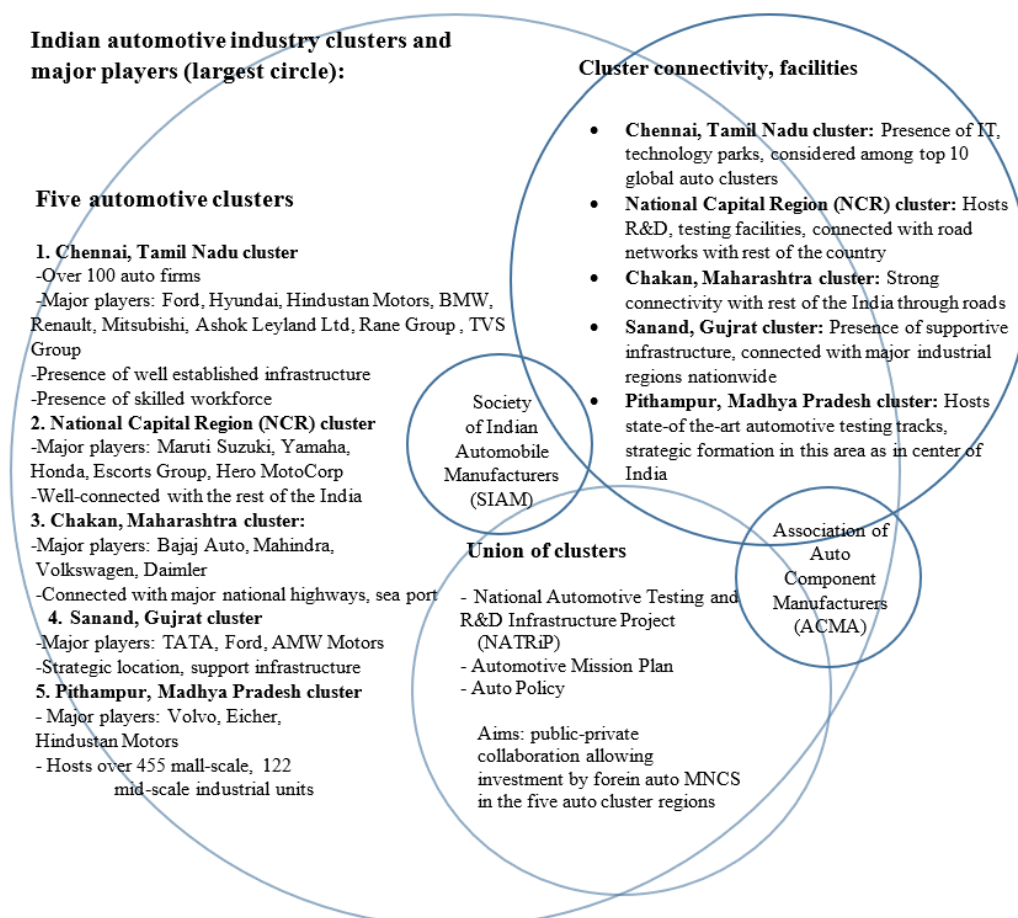 Indian automotive industry clusters and
major players (largest circle):
Five automotive clusters
1. Chennai, Tamil Nadu cluster
-Over 100 auto firms
-Major players: Ford, Hyundai, Hindustan Motors, BMW,
Renault, Mitsubishi, Ashok Leyland Ltd, Rane Group , TVS
Group
-Presence of well established infrastructure
-Presence of skilled workforce
2. National Capital Region (NCR) cluster
-Major players: Maruti Suzuki, Yamaha,
Honda, Escorts Group, Hero MotoCorp
-Well-connected with the rest of the India
3. Chakan, Maharashtra cluster:
-Major players: Bajaj Auto, Mahindra,
Volkswagen, Daimler
-Connected with major national highways, sea port
4. Sanand, Gujrat cluster
-Major players: TATA, Ford, AMW Motors
-Strategic location, support infrastructure
5. Pithampur, Madhya Pradesh cluster
- Major players: Volvo, Eicher,
Hindustan Motors
- Hosts over 455 mall-scale, 122
mid-scale industrial units
Cluster connectivity, facilities
• Chennai, Tamil Nadu cluster: Presence of IT,
technology parks, considered among top 10
global auto clusters
• National Capital Region (NCR) cluster: Hosts
R&D, testing facilities, connected with road
networks with rest of the country
• Chakan, Maharashtra cluster: Strong
connectivity with rest of the India through roads
• Sanand, Gujrat cluster: Presence of supportive
infrastructure, connected with major industrial
regions nationwide
• Pithampur, Madhya Pradesh cluster: Hosts
state-of the-art automotive testing tracks,
strategic formation in this area as in center of
India
Society
of Indian
Automobile
Manufacturers
(SIAM)
Union of clusters
- National Automotive Testing and
R&D Infrastructure Project
(NATRiP)
- Automotive Mission Plan
- Auto Policy
Aims: public-private
collaboration allowing
investment by forein auto MNCS
in the five auto cluster regions
Association of
Auto
Component
Manufacturers
(ACMA)